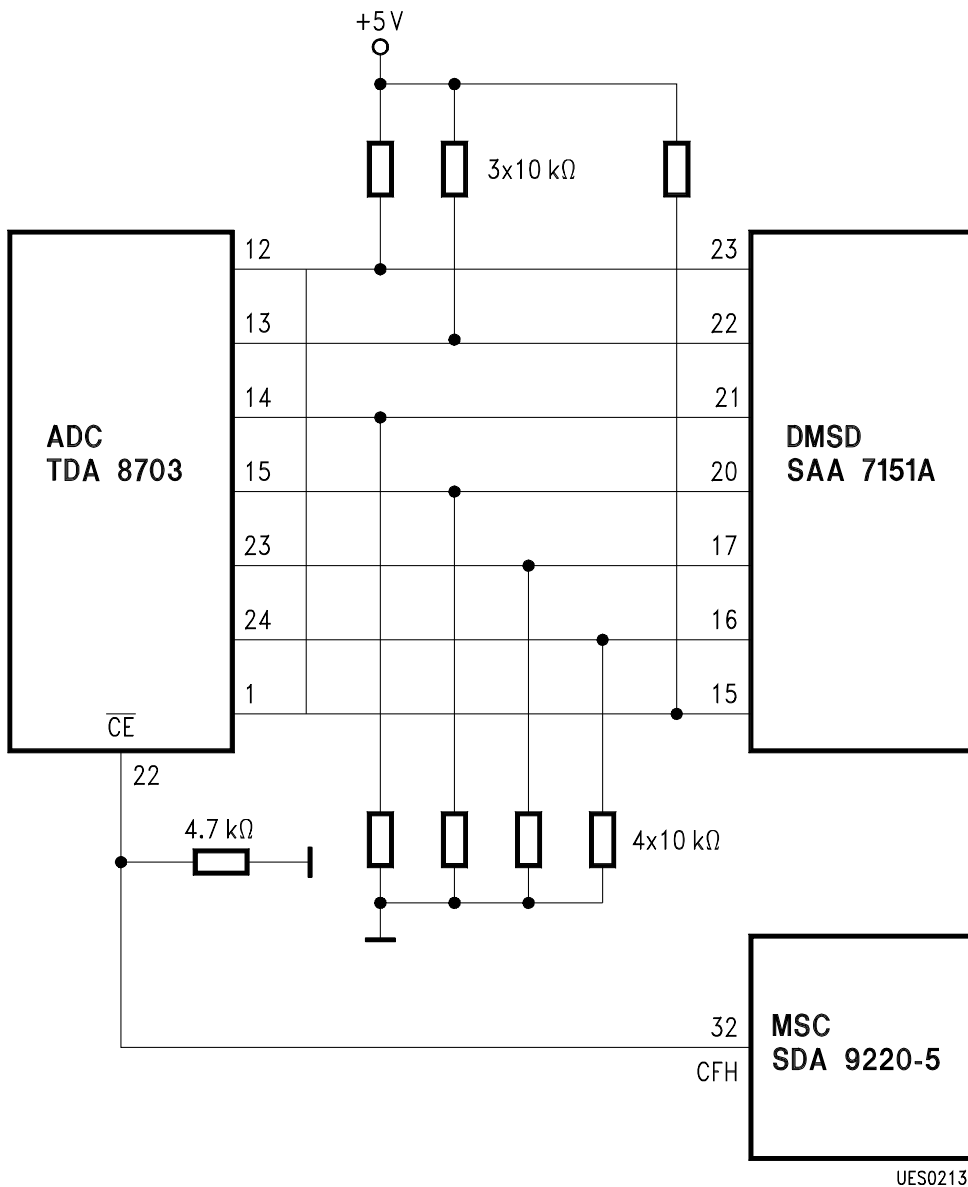 +5 V
3x10 kΩ
12
23
13
22
14
21
ADC
TDA 8703
DMSD
SAA 7151A
15
20
23
17
24
16
1
15
CE
22
4.7 kΩ
4x10 kΩ
32
MSC
SDA 9220-5
CFH
UES0213